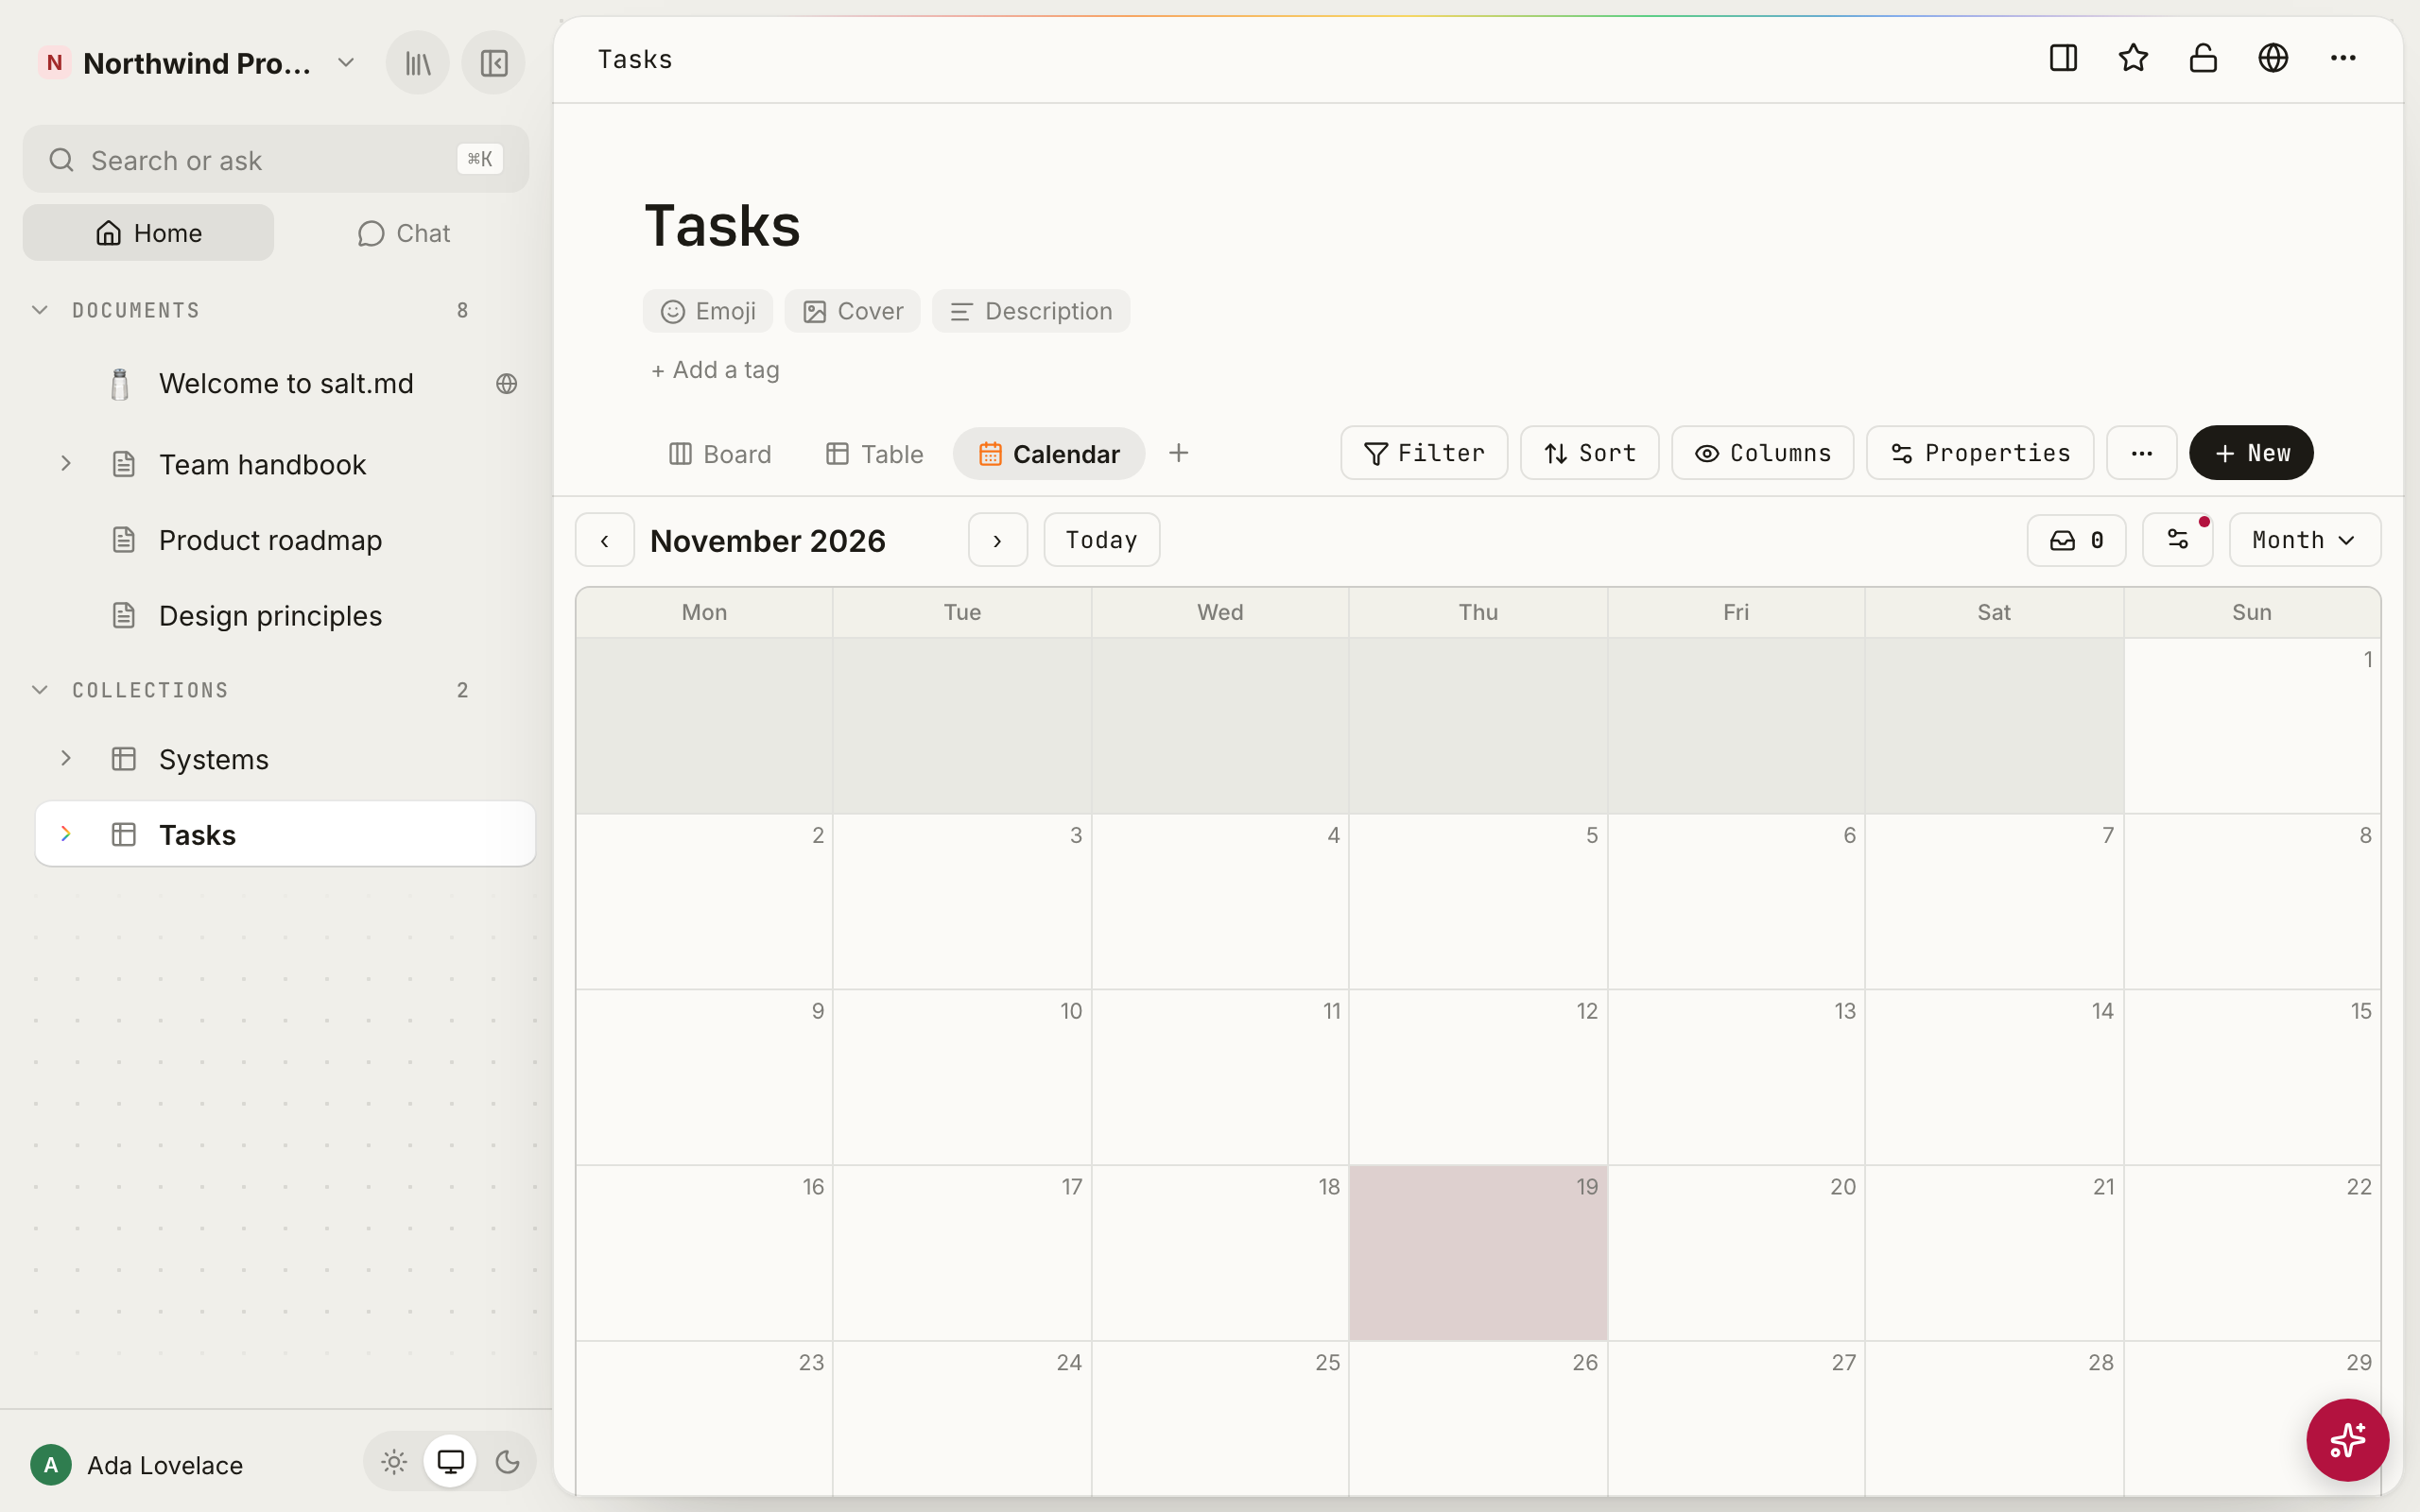 N Northwind Pro...
Search or ask ⌘K
Home Chat
DOCUMENTS 8
Welcome to salt.md
Team handbook
Product roadmap
Design principles
COLLECTIONS 2
Systems
Tasks
A Ada Lovelace
Tasks
Tasks
Emoji Cover Description
+ Add a tag
Board Table Calendar + Filter Sort Columns Properties ... + New
‹ November 2026 › Today 0 Month
Mon Tue Wed Thu Fri Sat Sun
1
2 3 4 5 6 7 8
9 10 11 12 13 14 15
16 17 18 19 20 21 22
23 24 25 26 27 28 29